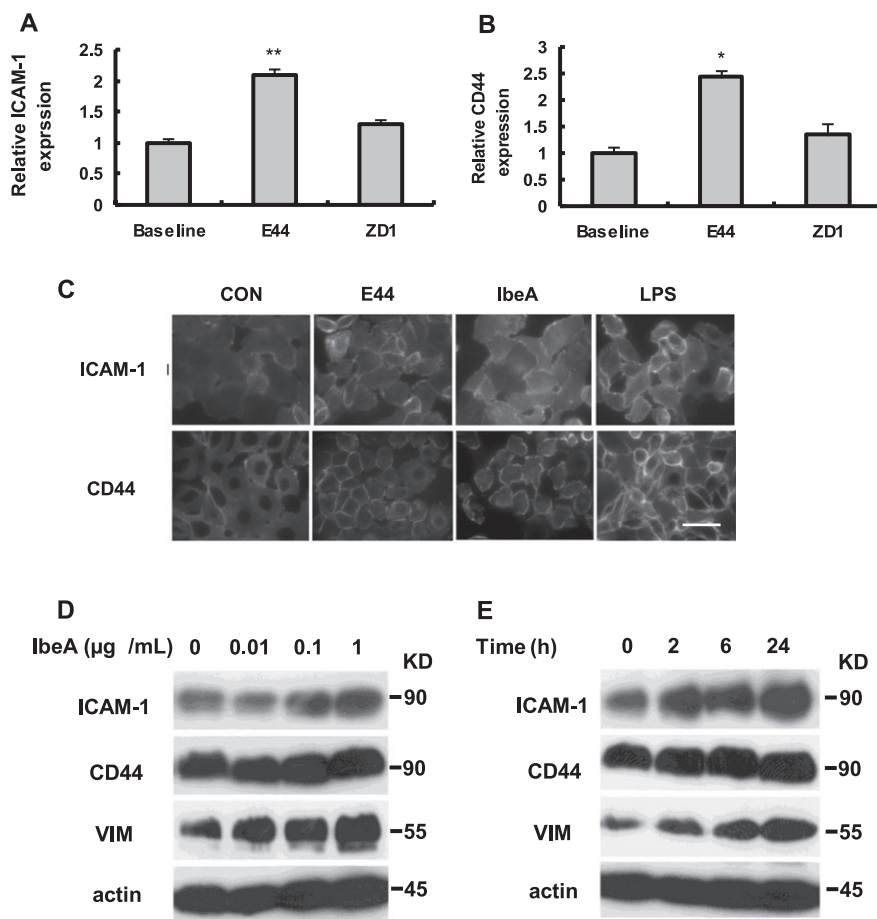 A
Relative ICAM-1
exprssion
2.5
2
1.5
1
0.5
0
**
Baseline E44 ZD1
B
Relative CD44
expression
3
2.5
2
1.5
1
0.5
0
*
Baseline E44 ZD1
C
CON E44 IbeA LPS
ICAM-1
CD44
D
IbeA (µg /mL) 0 0.01 0.1 1
KD
ICAM-1 90
CD44 90
VIM 55
actin 45
E
Time (h) 0 2 6 24
KD
ICAM-1 90
CD44 90
VIM 55
actin 45